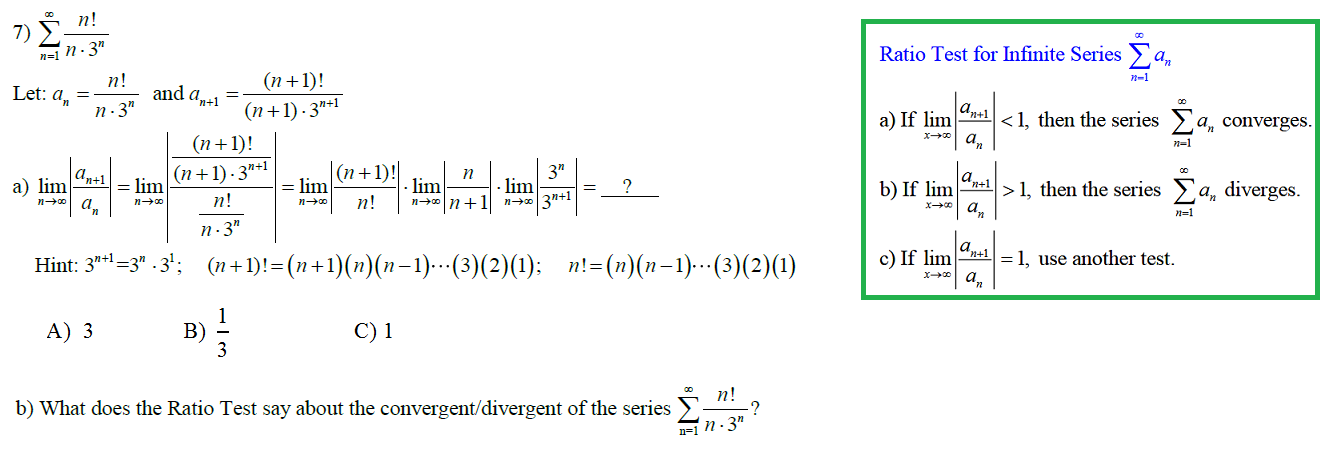 7) $\sum_{n=1}^{\infty} \frac{n!}{n \cdot 3^n}$
Let: $a_n = \frac{n!}{n \cdot 3^n}$ and $a_{n+1} = \frac{(n+1)!}{(n+1) \cdot 3^{n+1}}$
a) $\lim_{n \to \infty} \left| \frac{a_{n+1}}{a_n} \right| = \lim_{n \to \infty} \left| \frac{\frac{(n+1)!}{(n+1) \cdot 3^{n+1}}}{\frac{n!}{n \cdot 3^n}} \right| = \lim_{n \to \infty} \left| \frac{(n+1)!}{n!} \right| \cdot \lim_{n \to \infty} \left| \frac{n}{n+1} \right| \cdot \lim_{n \to \infty} \left| \frac{3^n}{3^{n+1}} \right| =$ __?__
Hint: $3^{n+1} = 3^n \cdot 3^1$; $(n+1)! = (n+1)(n)(n-1) \cdots (3)(2)(1)$; $n! = (n)(n-1) \cdots (3)(2)(1)$
A) 3 B) $\frac{1}{3}$ C) 1
b) What does the Ratio Test say about the convergent/divergent of the series $\sum_{n=1}^{\infty} \frac{n!}{n \cdot 3^n}$?
Ratio Test for Infinite Series $\sum_{n=1}^{\infty} a_n$
a) If $\lim_{x \to \infty} \left| \frac{a_{n+1}}{a_n} \right| < 1$, then the series $\sum_{n=1}^{\infty} a_n$ converges.
b) If $\lim_{x \to \infty} \left| \frac{a_{n+1}}{a_n} \right| > 1$, then the series $\sum_{n=1}^{\infty} a_n$ diverges.
c) If $\lim_{x \to \infty} \left| \frac{a_{n+1}}{a_n} \right| = 1$, use another test.